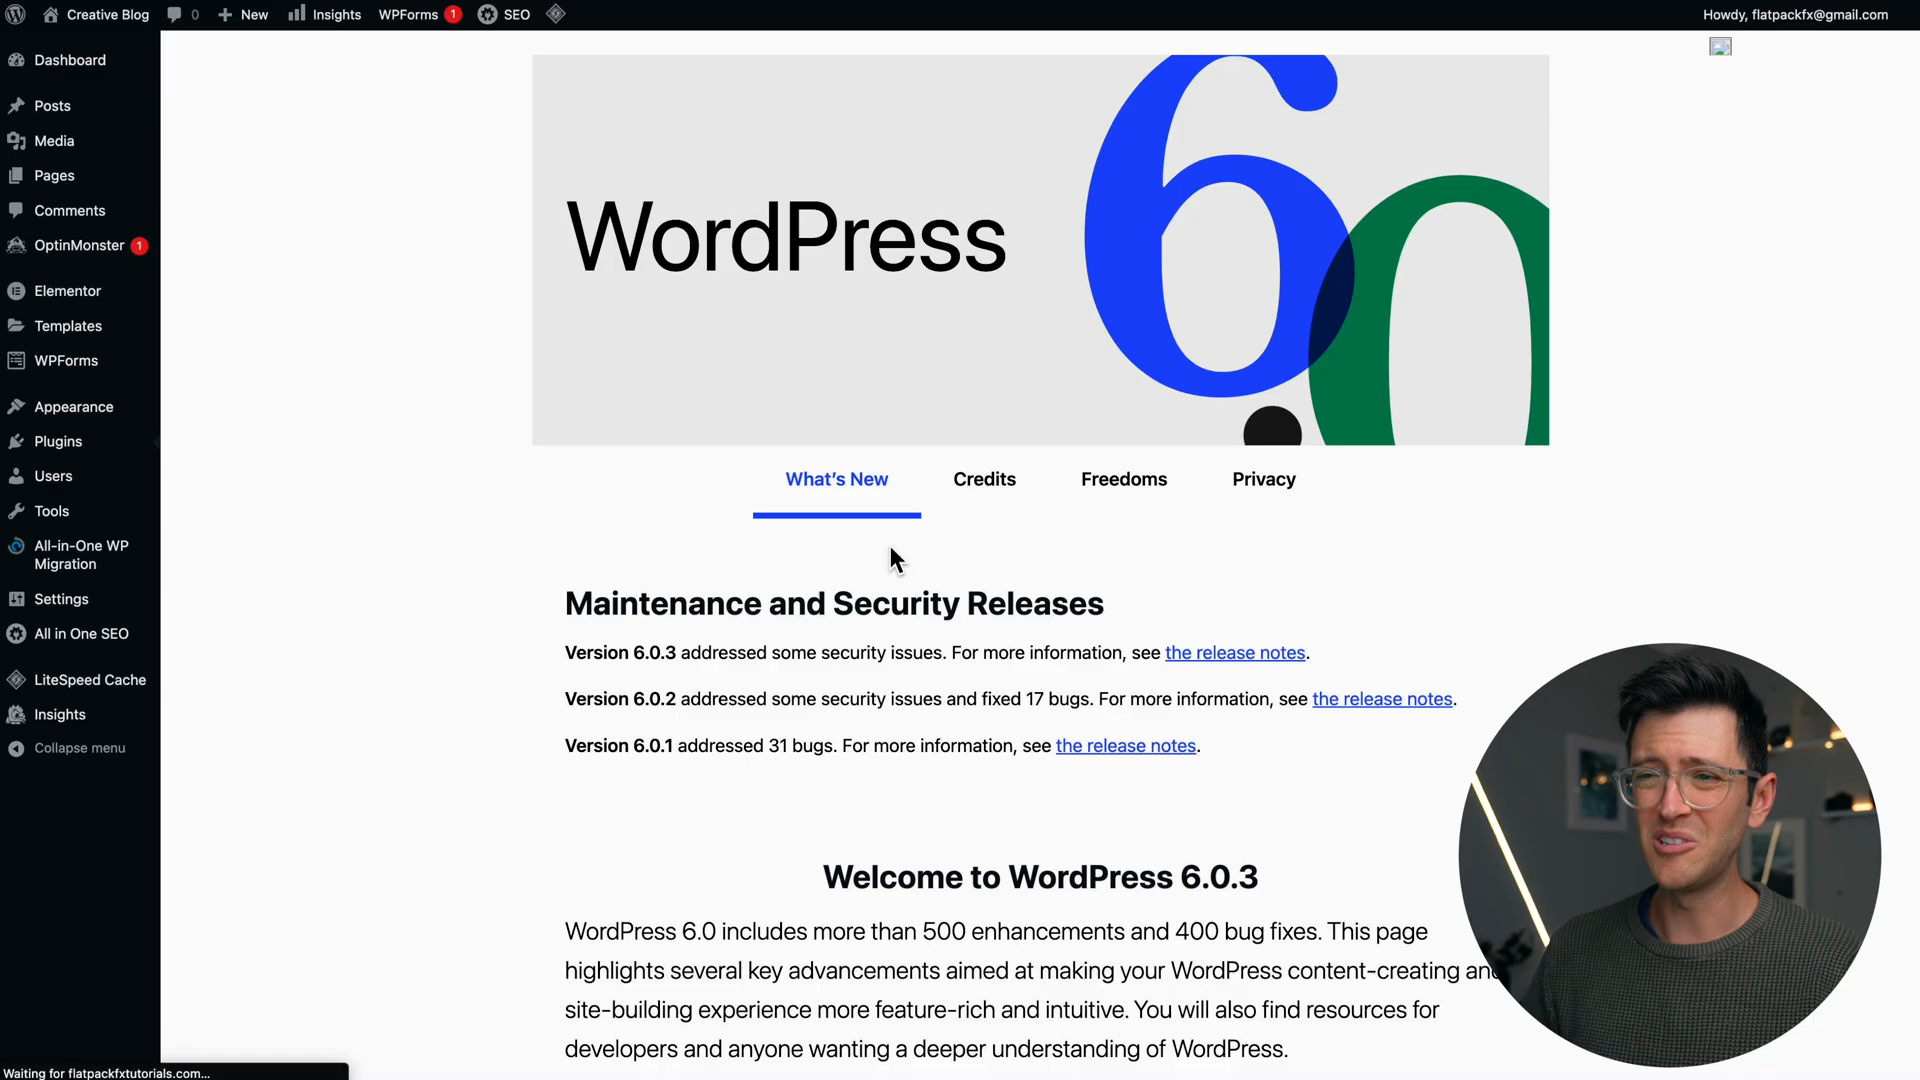 Creative Blog 0 New Insights WPForms 1 SEO Howdy, flatpackfx@gmail.com
Dashboard
Posts
Media
Pages
Comments
OptinMonster 1
Elementor
Templates
WPForms
Appearance
Plugins
Users
Tools
All-in-One WP
Migration
Settings
All in One SEO
LiteSpeed Cache
Insights
Collapse menu
WordPress
6.0
What's New Credits Freedoms Privacy
Maintenance and Security Releases
Version 6.0.3 addressed some security issues. For more information, see the release notes.
Version 6.0.2 addressed some security issues and fixed 17 bugs. For more information, see the release notes.
Version 6.0.1 addressed 31 bugs. For more information, see the release notes.
Welcome to WordPress 6.0.3
WordPress 6.0 includes more than 500 enhancements and 400 bug fixes. This page
highlights several key advancements aimed at making your WordPress content-creating and
site-building experience more feature-rich and intuitive. You will also find resources for
developers and anyone wanting a deeper understanding of WordPress.
Waiting for flatpackfxtutorials.com...